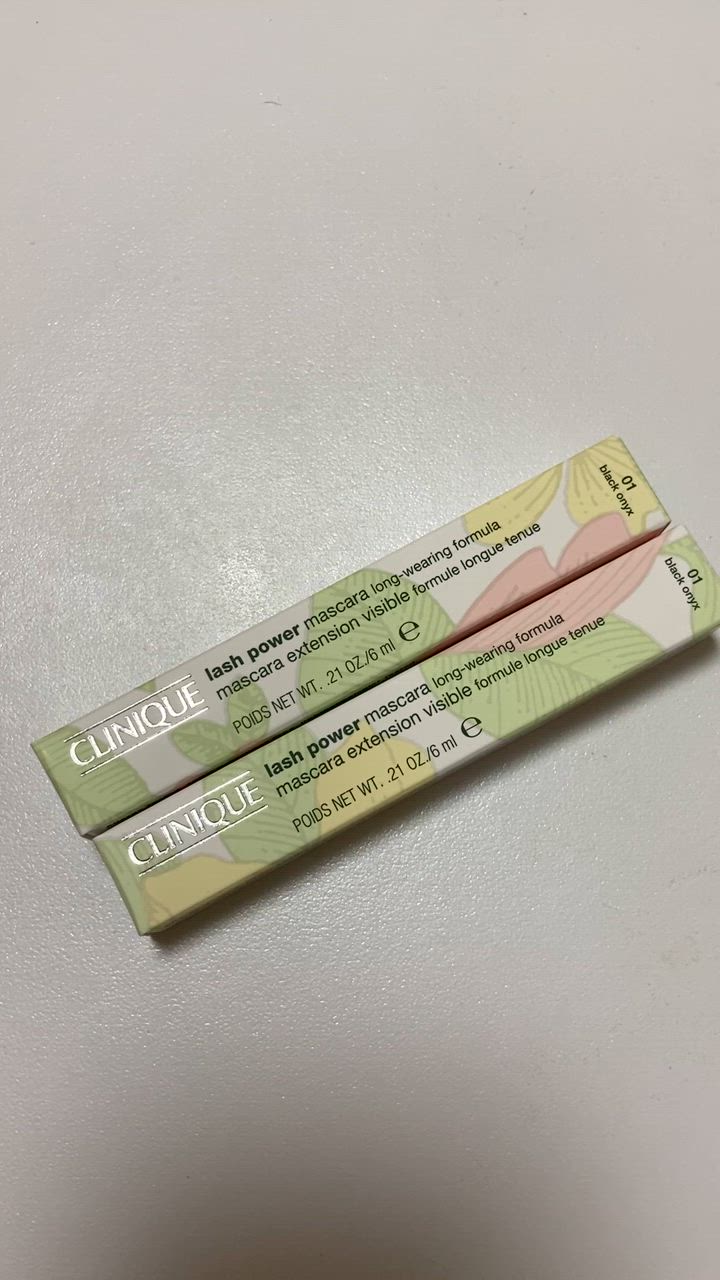 CLINIQUE
lash power mascara long-wearing formula
mascara extension visible formule longue tenue
POIDS NET WT. .21 OZ./6 ml ℮
01
black onyx
CLINIQUE
lash power mascara long-wearing formula
mascara extension visible formule longue tenue
POIDS NET WT. .21 OZ./6 ml ℮
01
black onyx